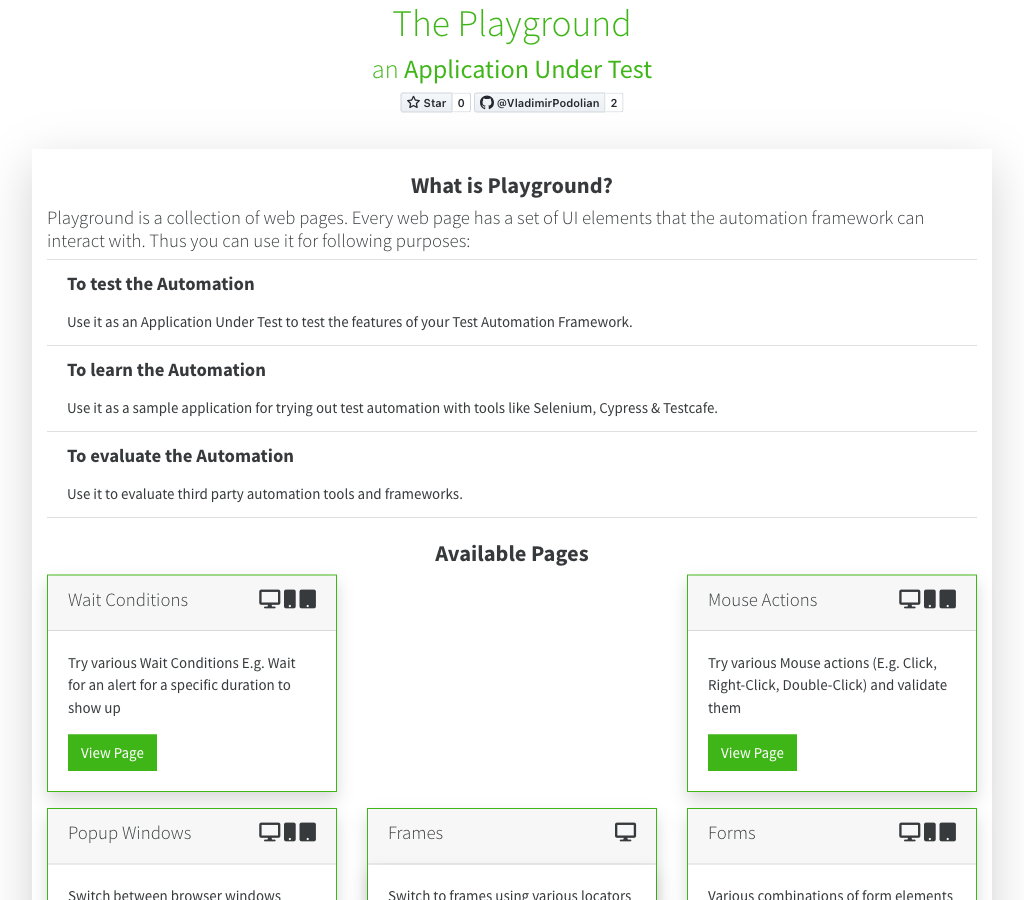 The Playground
an Application Under Test
Star 0 @VladimirPodolian 2
What is Playground?
Playground is a collection of web pages. Every web page has a set of UI elements that the automation framework can
interact with. Thus you can use it for following purposes:
To test the Automation
Use it as an Application Under Test to test the features of your Test Automation Framework.
To learn the Automation
Use it as a sample application for trying out test automation with tools like Selenium, Cypress & Testcafe.
To evaluate the Automation
Use it to evaluate third party automation tools and frameworks.
Available Pages
Wait Conditions
Try various Wait Conditions E.g. Wait
for an alert for a specific duration to
show up
View Page
Mouse Actions
Try various Mouse actions (E.g. Click,
Right-Click, Double-Click) and validate
them
View Page
Popup Windows
Switch between browser windows
Frames
Switch to frames using various locators
Forms
Various combinations of form elements